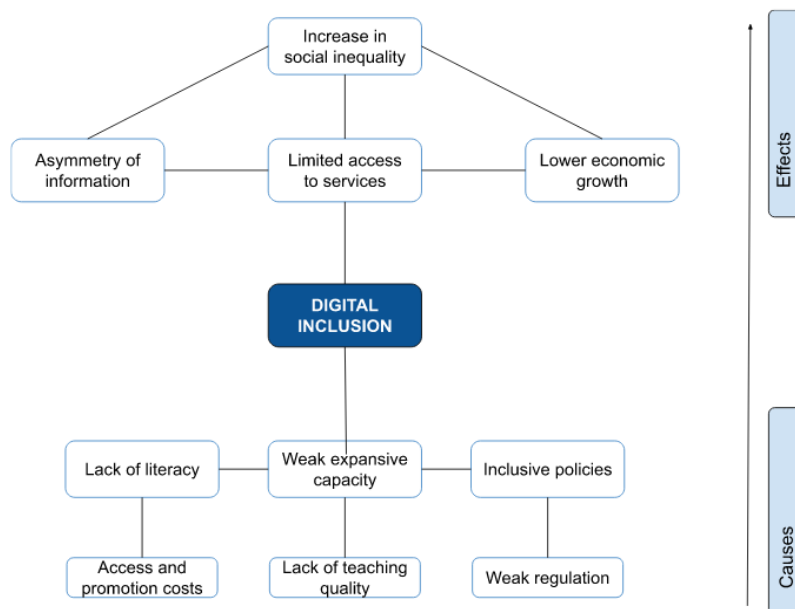 Increase in
social inequality
Asymmetry of
information
Limited access
to services
Lower economic
growth
Effects
DIGITAL
INCLUSION
Lack of literacy
Weak expansive
capacity
Inclusive policies
Access and
promotion costs
Lack of teaching
quality
Weak regulation
Causes